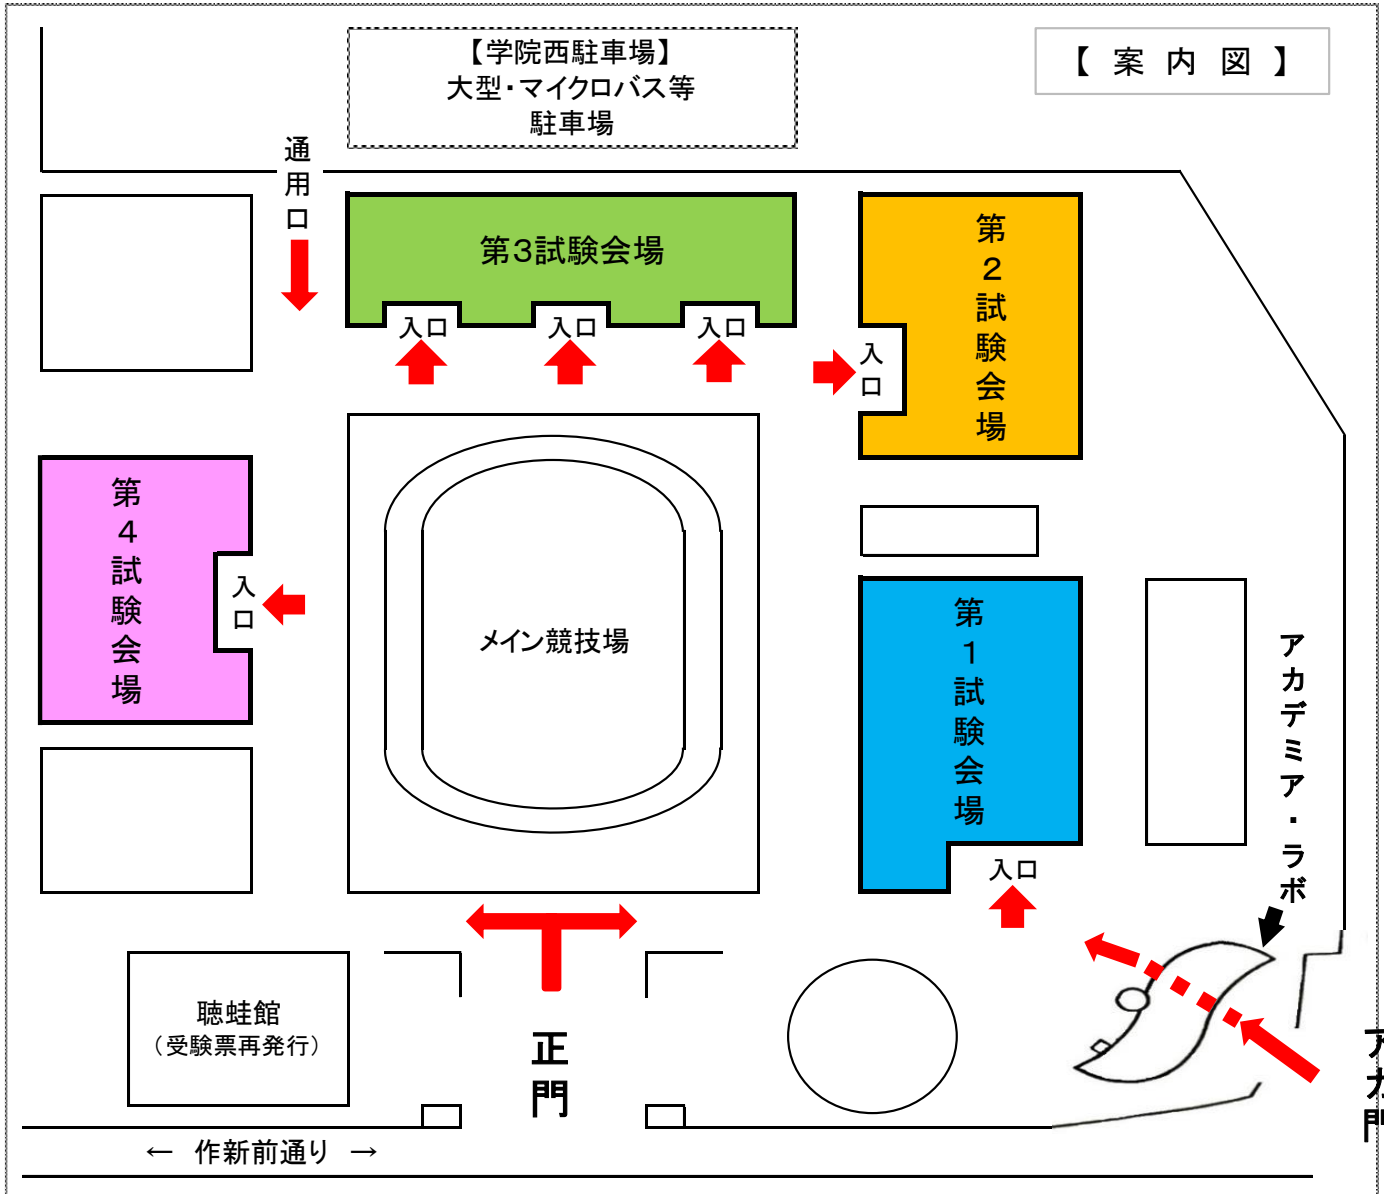 【学院西駐車場】
大型・マイクロバス等
駐車場
【 案 内 図 】
通用口
第3試験会場
入口
入口
入口
第2試験会場
入口
第4試験会場
入口
メイン競技場
第1試験会場
入口
アカデミア・ラボ
聴蛙館
（受験票再発行）
正門
アカ門
← 作新前通り →